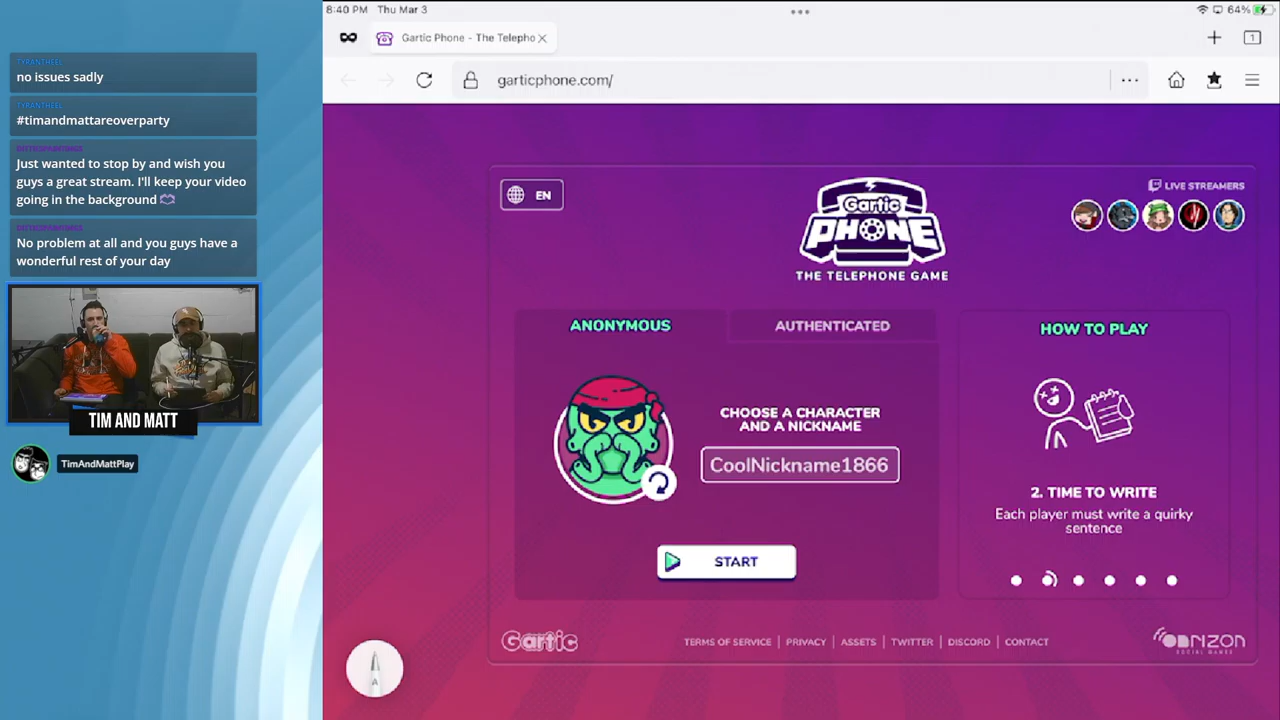 TYRANTHEEL
no issues sadly
TYRANTHEEL
#timandmattareoverparty
Just wanted to stop by and wish you
guys a great stream. I'll keep your video
going in the background
No problem at all and you guys have a
wonderful rest of your day
TIM AND MATT
TimAndMattPlay
8:40 PM Thu Mar 3
64%
Gartic Phone - The Telepho
1
garticphone.com/
EN
Gartic
PHONE
THE TELEPHONE GAME
LIVE STREAMERS
ANONYMOUS
AUTHENTICATED
CHOOSE A CHARACTER
AND A NICKNAME
CoolNickname1866
START
HOW TO PLAY
2. TIME TO WRITE
Each player must write a quirky
sentence
Gartic
TERMS OF SERVICE | PRIVACY | ASSETS | TWITTER | DISCORD | CONTACT
ONRIZON
SOCIAL GAMES